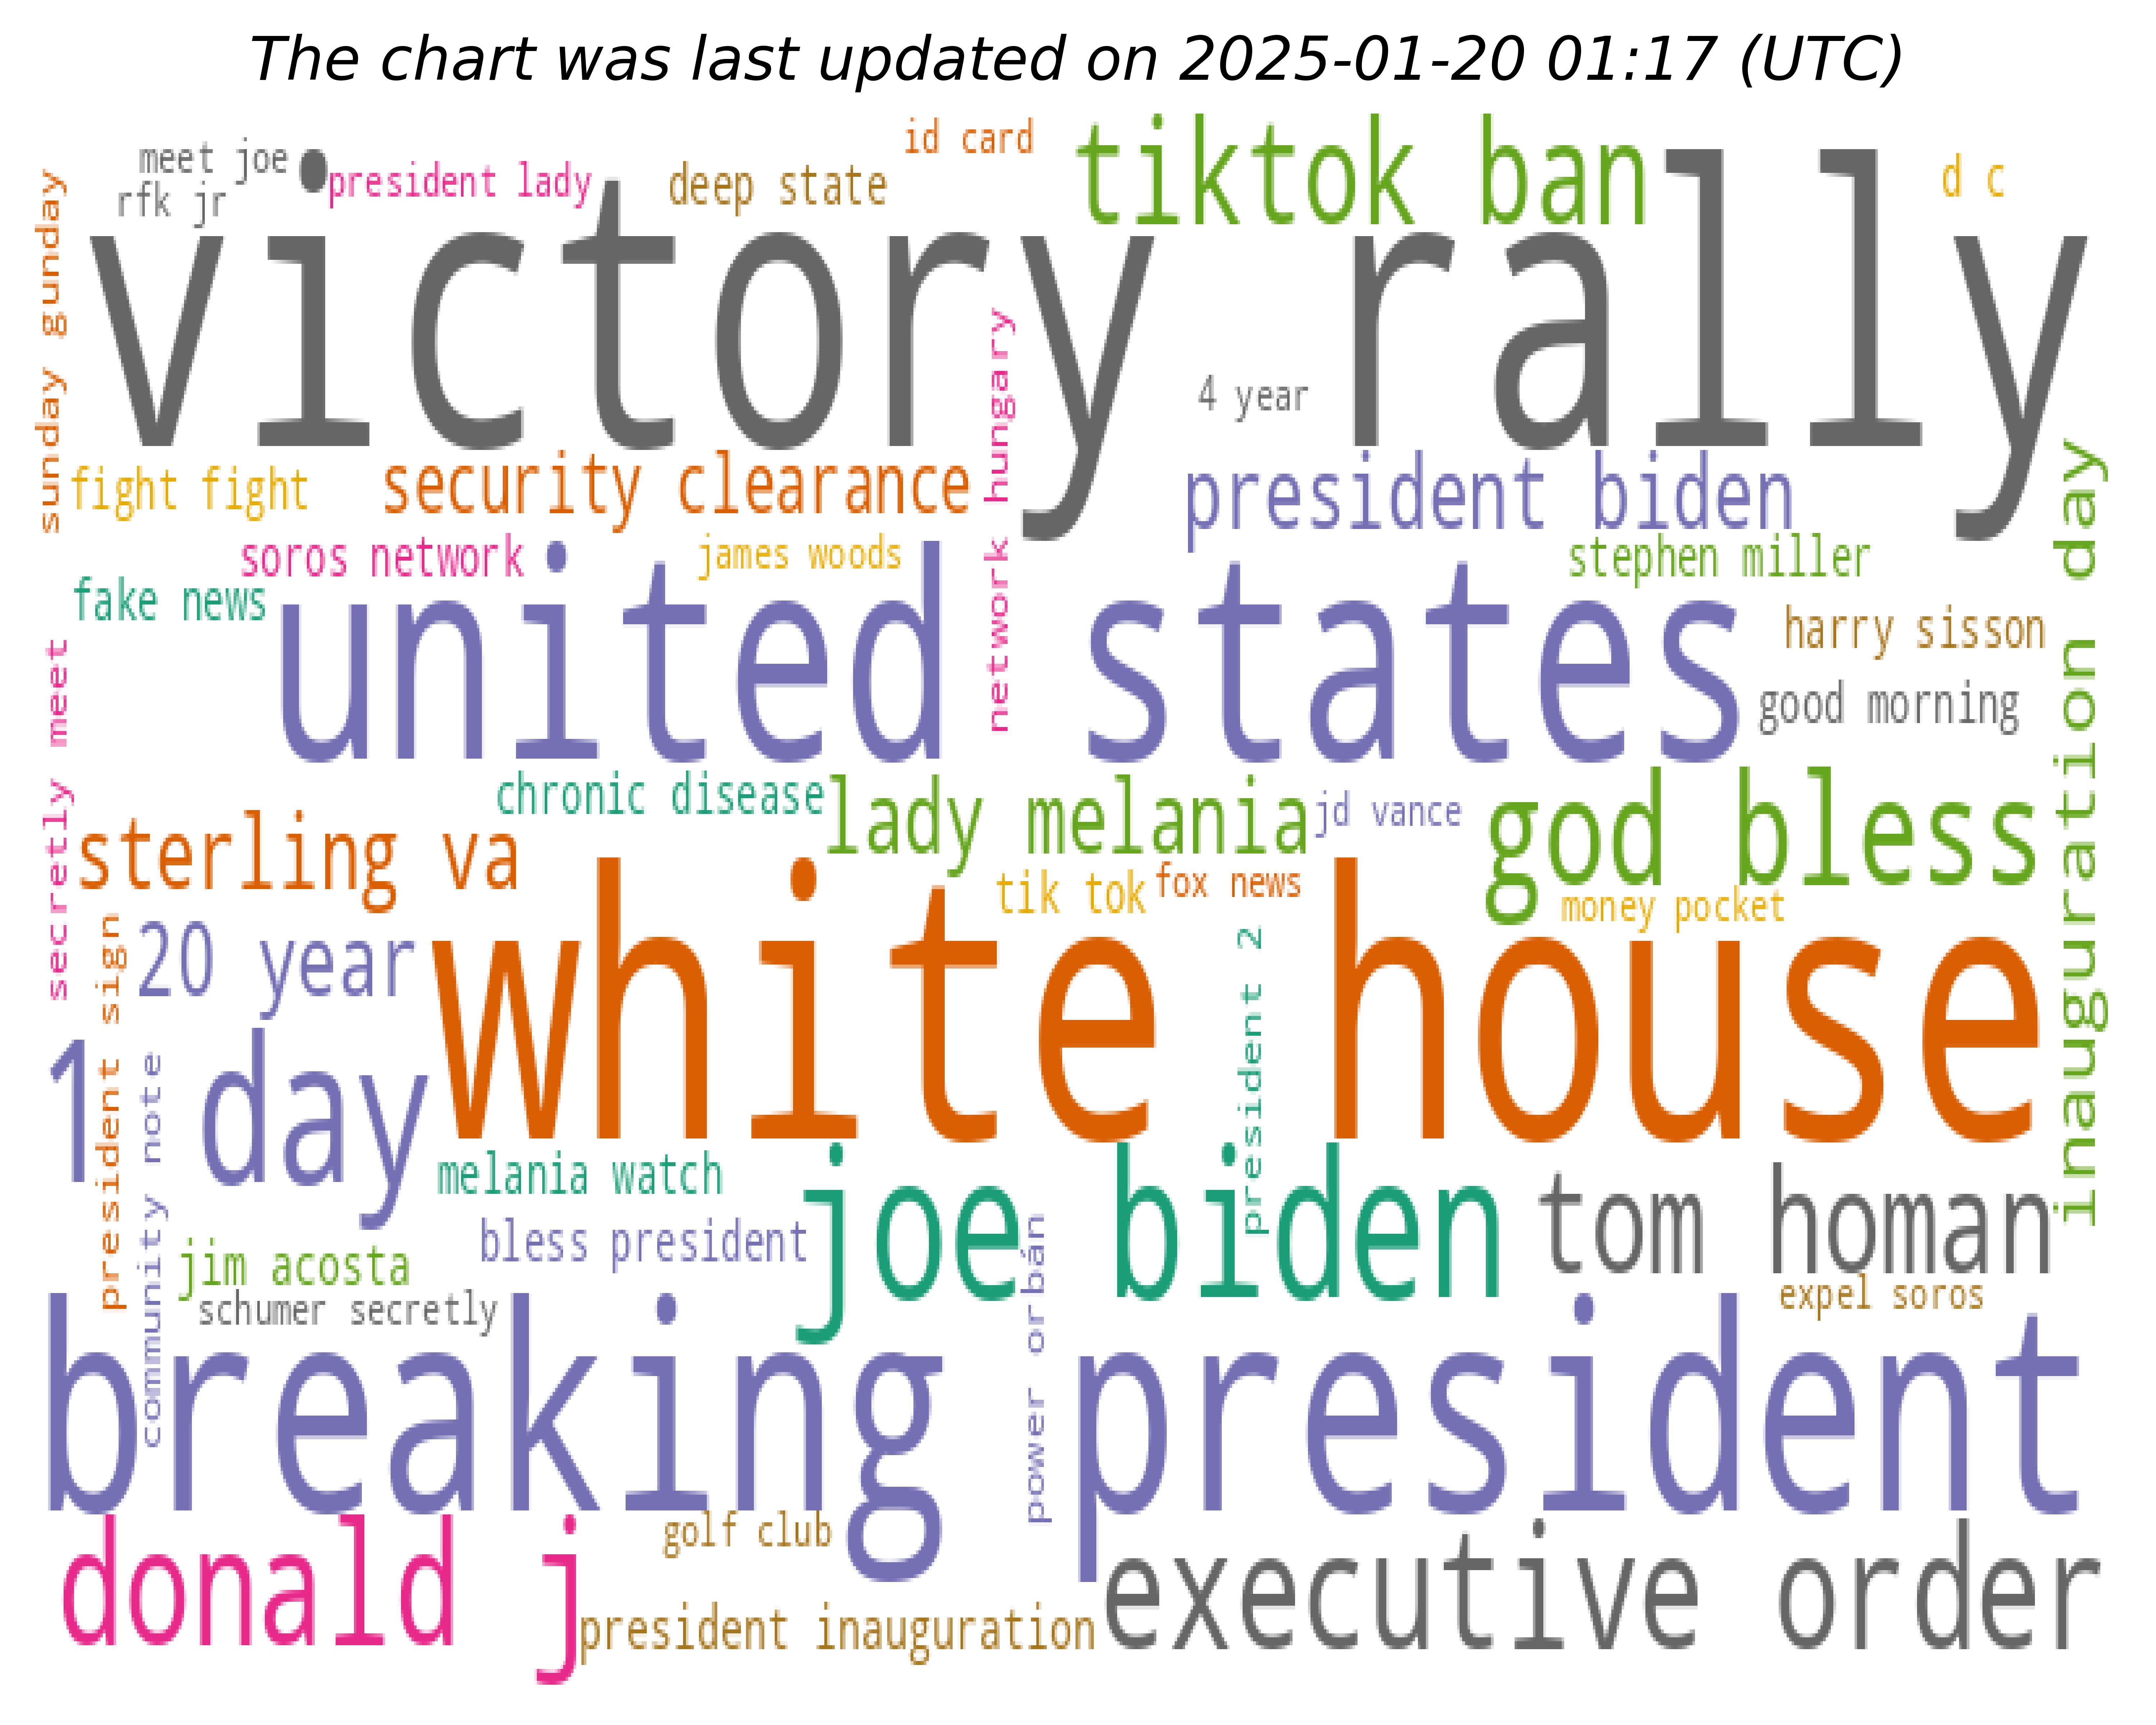 The chart was last updated on 2025-01-20 01:17 (UTC)
id card
tiktok ban
meet joe
president lady
deep state
d c
rfk jr
sunday gunday
victory rally
4 year
network hungary
fight fight
security clearance
president biden
inauguration day
soros network
james woods
stephen miller
fake news
united states
harry sisson
good morning
secretly meet
chronic disease
lady melania
jd vance
god bless
sterling va
tik tok
fox news
money pocket
president sign
20 year
white house
president 2
1 day
community note
melania watch
joe biden
tom homan
bless president
jim acosta
power orbán
schumer secretly
expel soros
breaking president
donald j
golf club
executive order
president inauguration